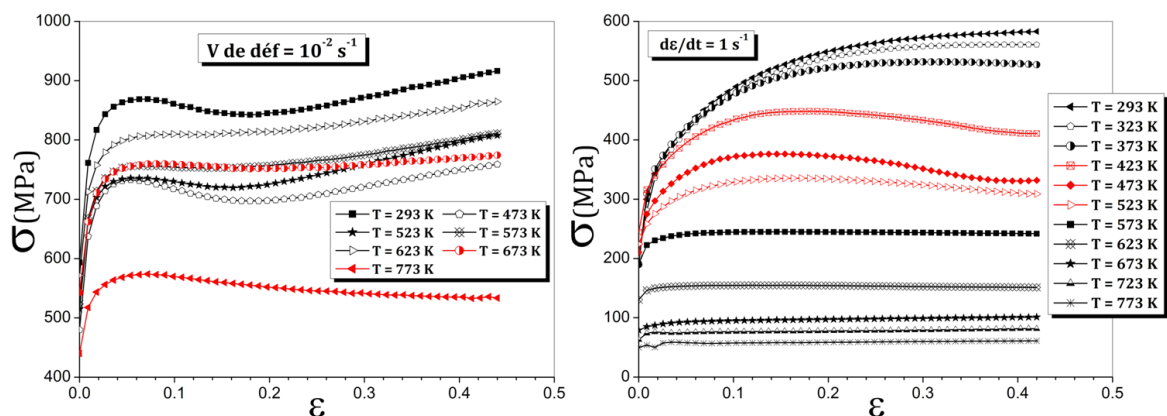 1000
900
800
700
600
500
400
σ(MPa)
V de déf = 10⁻² s⁻¹
T = 293 K T = 473 K
T = 523 K T = 573 K
T = 623 K T = 673 K
T = 773 K
0.0 0.1 0.2 0.3 0.4 0.5
ε
600
500
400
300
200
100
0
σ(MPa)
dε/dt = 1 s⁻¹
0.0 0.1 0.2 0.3 0.4 0.5
ε
T = 293 K
T = 323 K
T = 373 K
T = 423 K
T = 473 K
T = 523 K
T = 573 K
T = 623 K
T = 673 K
T = 723 K
T = 773 K